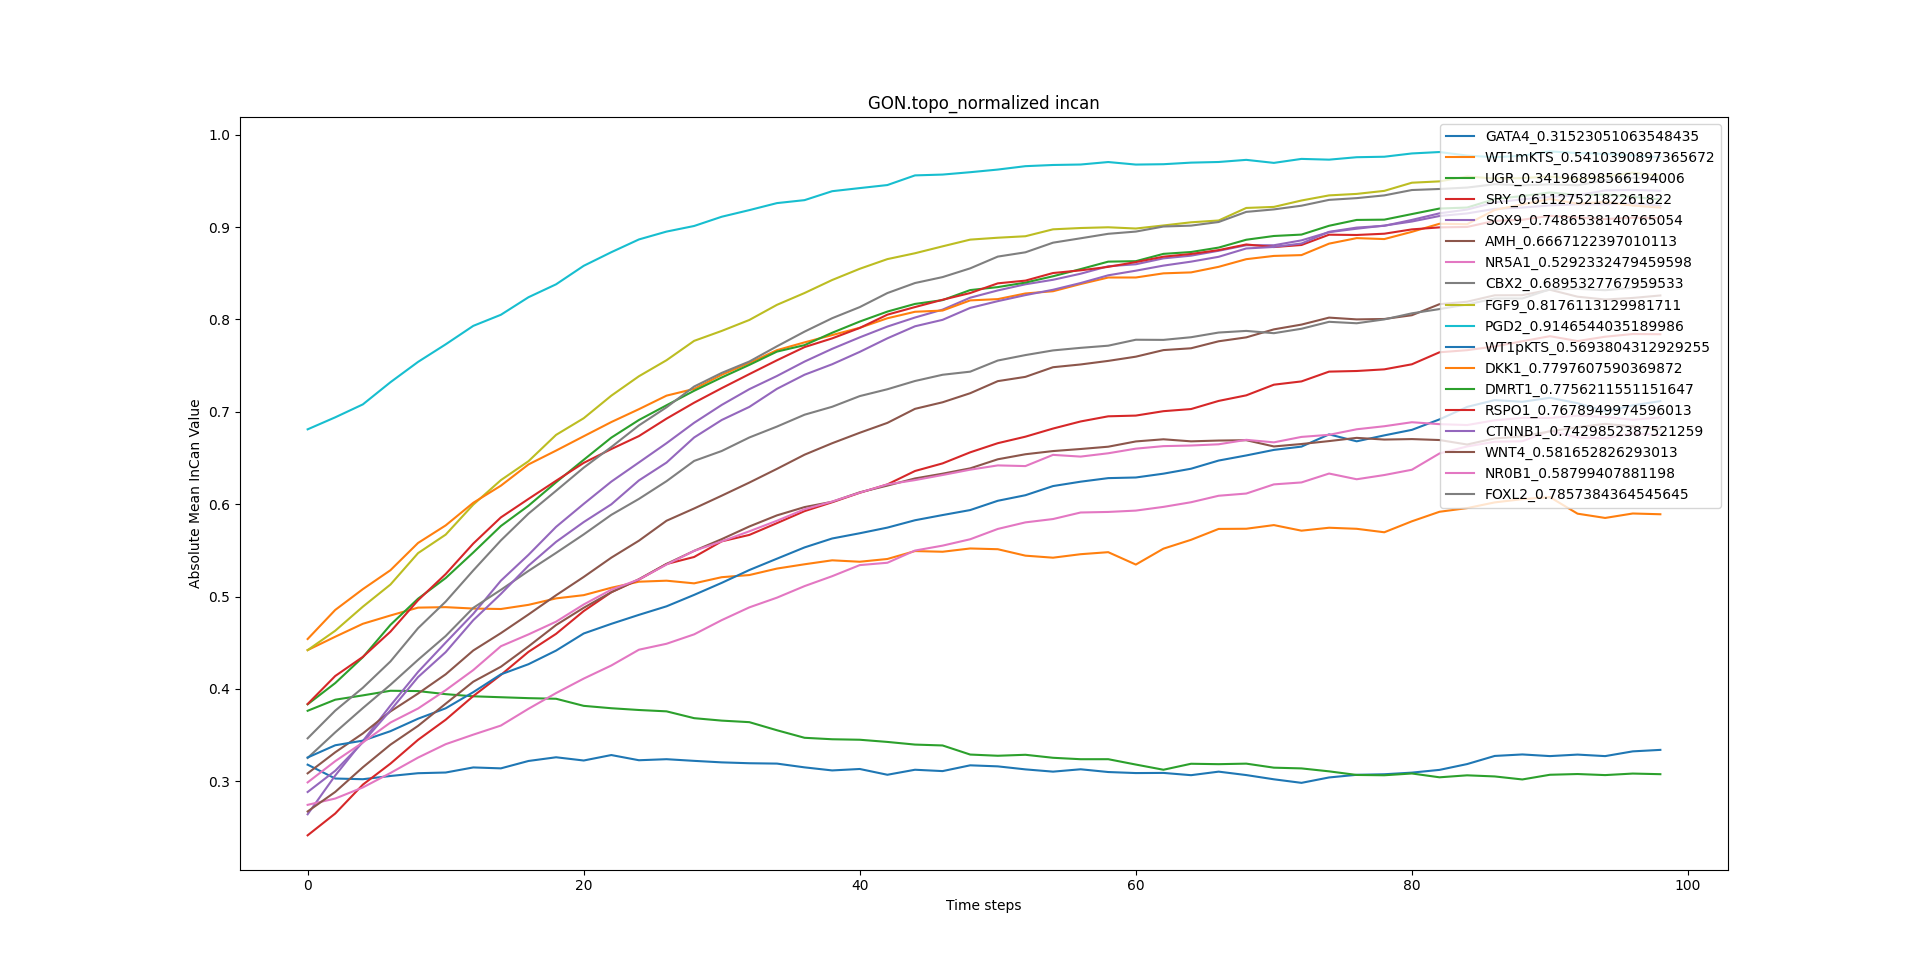 GON.topo_normalized incan
1.0
0.9
0.8
0.7
0.6
0.5
0.4
0.3
Absolute Mean InCan Value
0
20
40
60
80
100
Time steps
GATA4_0.31523051063548435
WT1mKTS_0.5410390897365672
UGR_0.34196898566194006
SRY_0.6112752182261822
SOX9_0.7486538140765054
AMH_0.6667122397010113
NR5A1_0.5292332479459598
CBX2_0.6895327767959533
FGF9_0.8176113129981711
PGD2_0.9146544035189986
WT1pKTS_0.5693804312929255
DKK1_0.7797607590369872
DMRT1_0.7756211551151647
RSPO1_0.7678949974596013
CTNNB1_0.7429852387521259
WNT4_0.581652826293013
NR0B1_0.58799407881198
FOXL2_0.7857384364545645